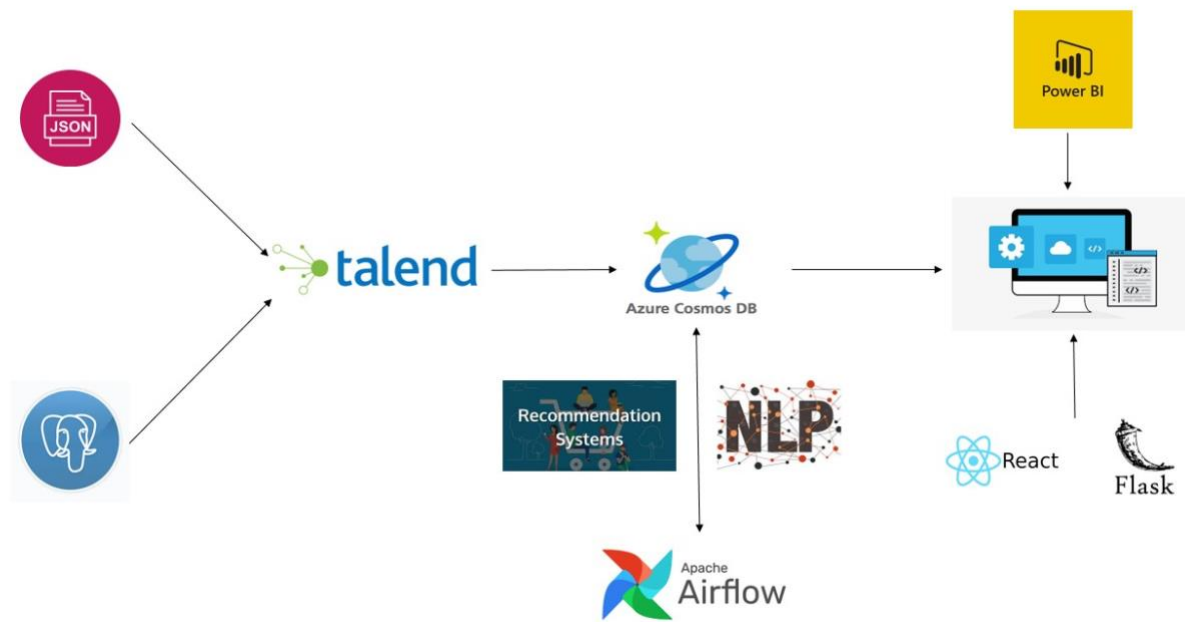 JSON
Power BI
talend
</>
</>
</>
Azure Cosmos DB
Recommendation
Systems
NLP
React
Flask
Apache
Airflow